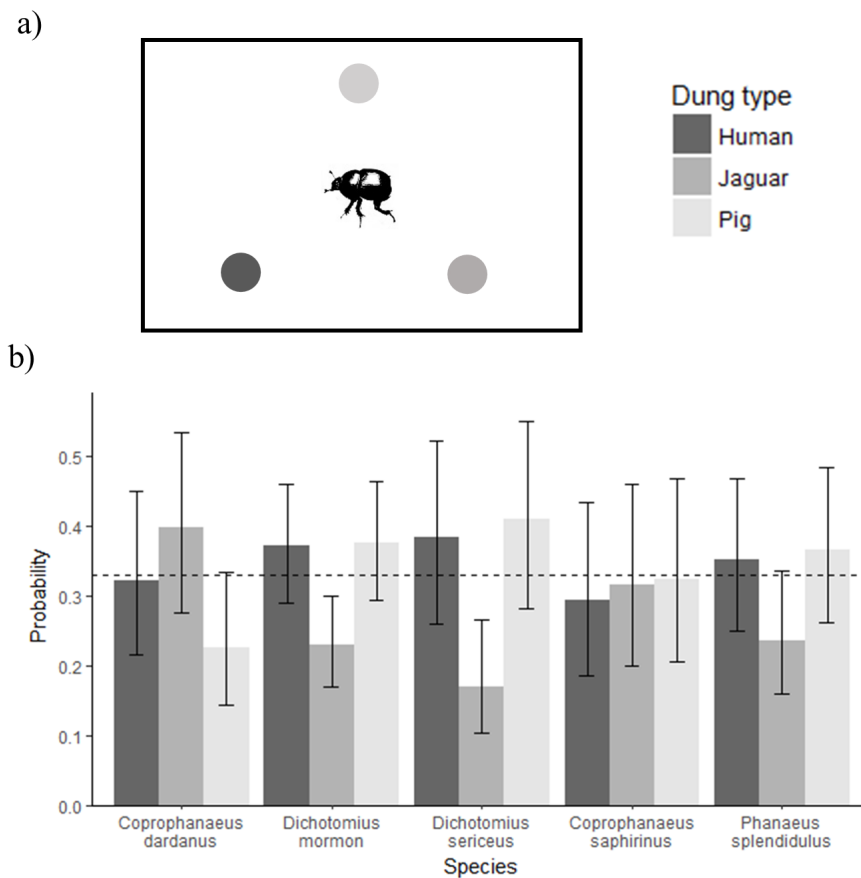 a)
Dung type
Human
Jaguar
Pig
b)
Probability
0.5
0.4
0.3
0.2
0.1
0.0
Coprophanaeus
dardanus
Dichotomius
mormon
Dichotomius
sericeus
Coprophanaeus
saphirinus
Phanaeus
splendidulus
Species